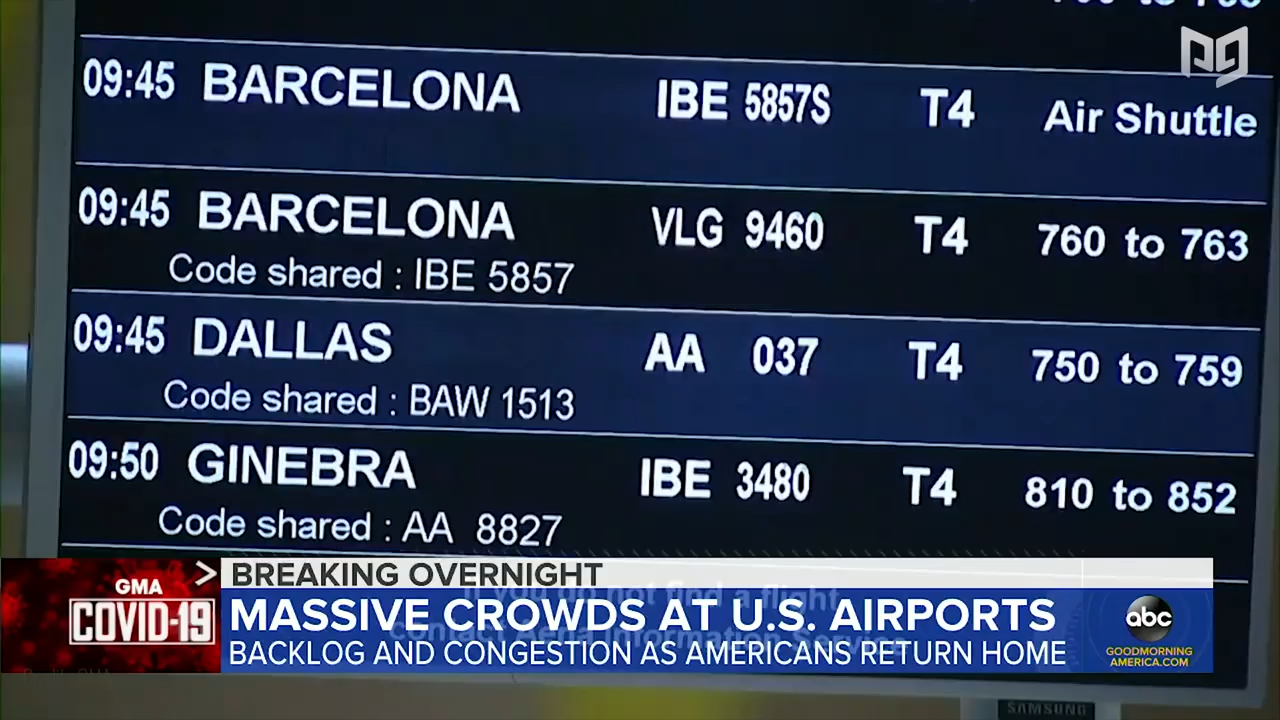 09:45 BARCELONA IBE 5857S T4 Air Shuttle
09:45 BARCELONA VLG 9460 T4 760 to 763
Code shared : IBE 5857
09:45 DALLAS AA 037 T4 750 to 759
Code shared : BAW 1513
09:50 GINEBRA IBE 3480 T4 810 to 852
Code shared : AA 8827
GMA
COVID-19
BREAKING OVERNIGHT
MASSIVE CROWDS AT U.S. AIRPORTS
BACKLOG AND CONGESTION AS AMERICANS RETURN HOME
abc
GOODMORNING
AMERICA.COM
SAMSUNG